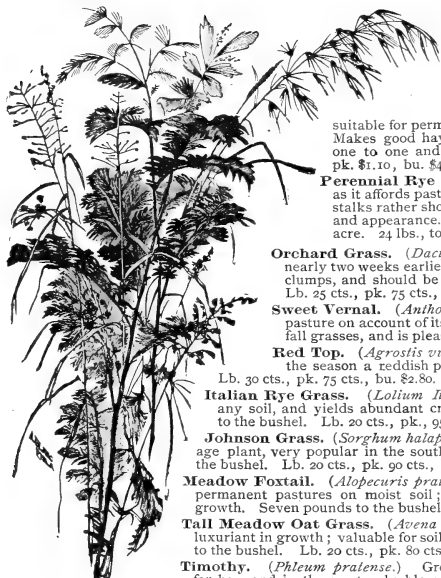 suitable for perm
Makes good hay
one to one and
pk. $1.10, bu. $4
Perennial Rye
as it affords past
stalks rather sho
and appearance.
acre. 24 lbs., to
Orchard Grass. (Dac
nearly two weeks earlie
clumps, and should be
Lb. 25 cts., pk. 75 cts.,
Sweet Vernal. (Antho
pasture on account of its
fall grasses, and is pleas
Red Top. (Agrostis vu
the season a reddish p
Lb. 30 cts., pk. 75 cts., bu. $2.80.
Italian Rye Grass. (Lolium It
any soil, and yields abundant cr
to the bushel. Lb. 20 cts., pk., 95
Johnson Grass. (Sorghum halap
age plant, very popular in the south
the bushel. Lb. 20 cts., pk. 90 cts.,
Meadow Foxtail. (Alopecuris prat
permanent pastures on moist soil;
growth. Seven pounds to the bushel
Tall Meadow Oat Grass. (Avena
luxuriant in growth; valuable for soil
to the bushel. Lb. 20 cts., pk. 80 cts
Timothy. (Phleum pratense.) Gr